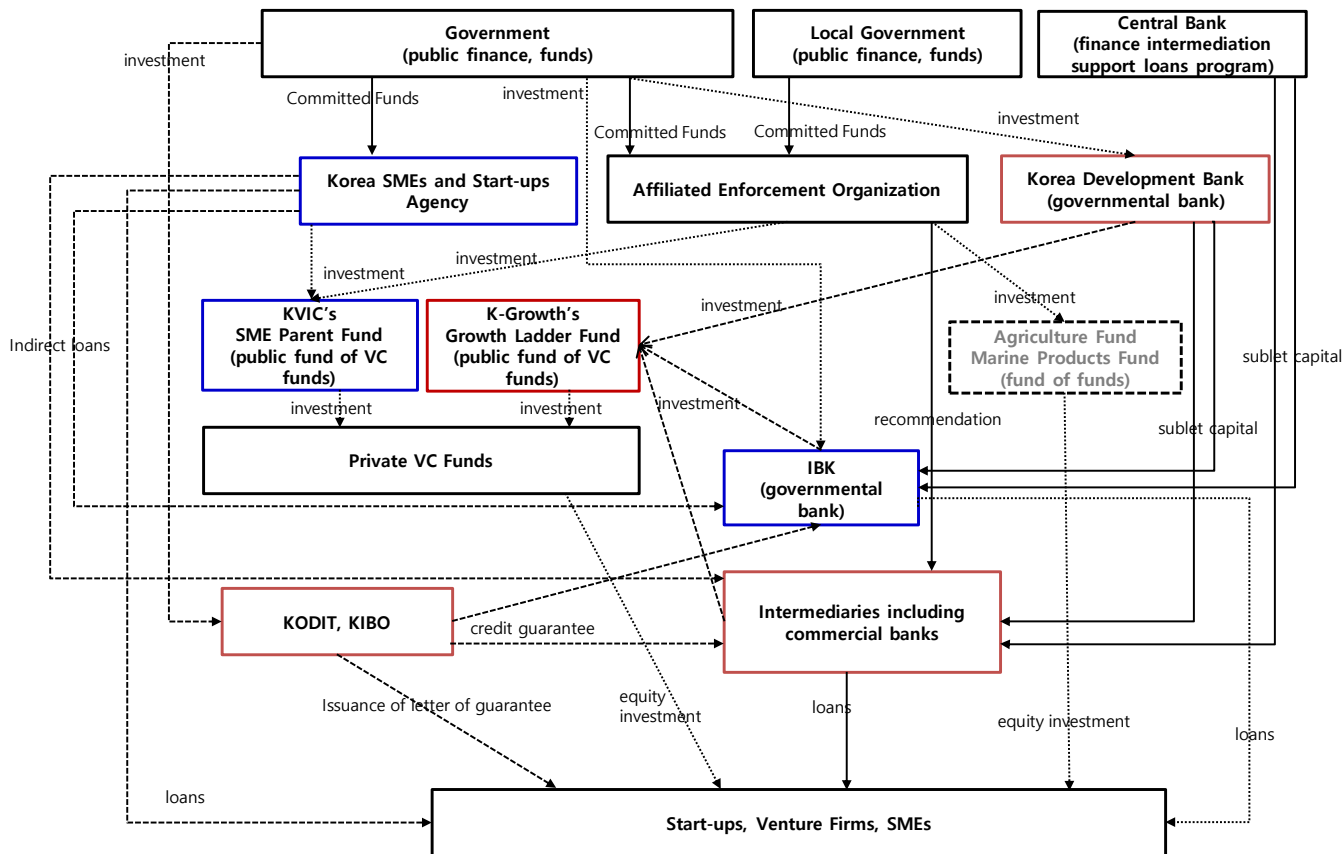 Government
(public finance, funds)
Local Government
(public finance, funds)
Central Bank
(finance intermediation
support loans program)
investment
Committed Funds
investment
Committed Funds
Committed Funds
investment
Korea SMEs and Start-ups
Agency
Affiliated Enforcement Organization
Korea Development Bank
(governmental bank)
investment
investment
investment
investment
KVIC's
SME Parent Fund
(public fund of VC
funds)
K-Growth's
Growth Ladder Fund
(public fund of VC
funds)
Agriculture Fund
Marine Products Fund
(fund of funds)
Indirect loans
sublet capital
investment
investment
investment
recommendation
sublet capital
Private VC Funds
IBK
(governmental
bank)
KODIT, KIBO
credit guarantee
Intermediaries including
commercial banks
Issuance of letter of guarantee
equity
investment
loans
equity investment
loans
loans
Start-ups, Venture Firms, SMEs